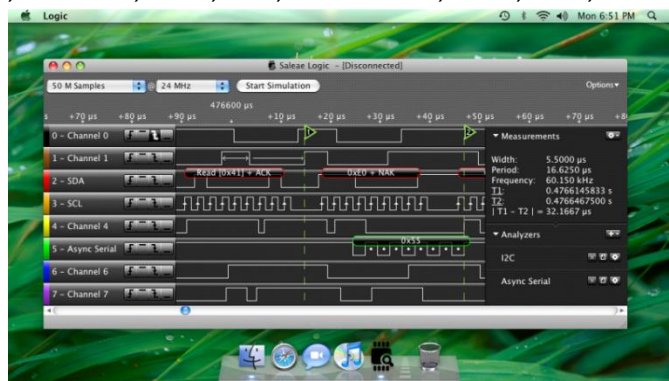 Logic Mon 6:51 PM
Saleae Logic – [Disconnected]
50 M Samples @ 24 MHz Start Simulation Options
476600 µs
+70 µs +80 µs +90 µs +10 µs +20 µs +30 µs +40 µs +50 µs +60 µs +70 µs
0 – Channel 0
1 – Channel 1
2 – SDA Read [0x41] + ACK 0xE0 + NAK
3 – SCL
4 – Channel 4
5 – Async Serial 0x55
6 – Channel 6
7 – Channel 7
Measurements
Width: 5.5000 µs
Period: 16.6250 µs
Frequency: 60.150 kHz
T1: 0.4766145833
T2: 0.4766467500
| T1 – T2 | = 32.1667 µs
Analyzers
I2C
Async Serial